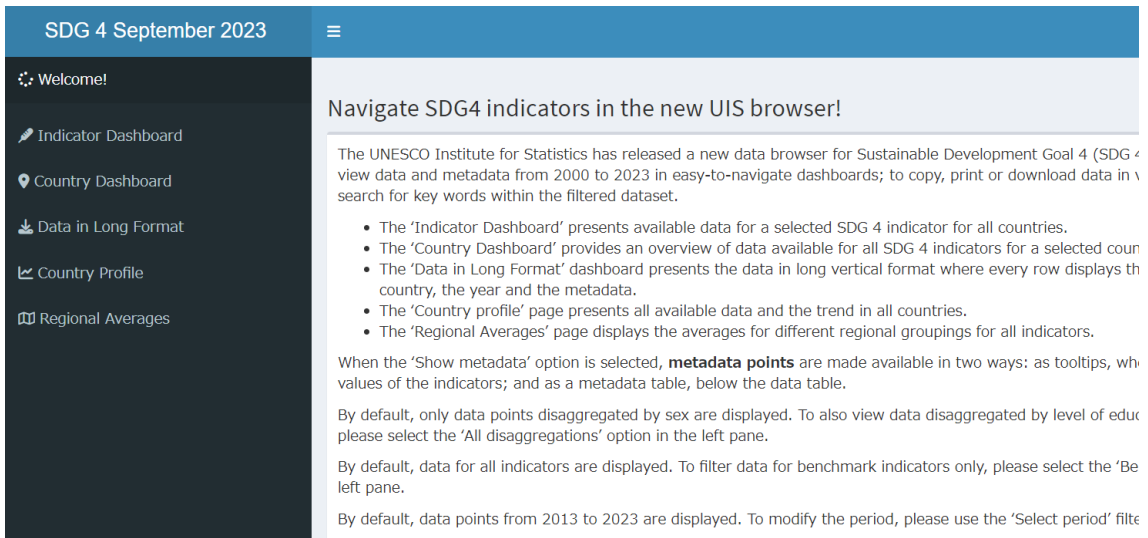 SDG 4 September 2023
Welcome!
Indicator Dashboard
Country Dashboard
Data in Long Format
Country Profile
Regional Averages
Navigate SDG4 indicators in the new UIS browser!
The UNESCO Institute for Statistics has released a new data browser for Sustainable Development Goal 4 (SDG 4
view data and metadata from 2000 to 2023 in easy-to-navigate dashboards; to copy, print or download data in v
search for key words within the filtered dataset.
• The ‘Indicator Dashboard’ presents available data for a selected SDG 4 indicator for all countries.
• The ‘Country Dashboard’ provides an overview of data available for all SDG 4 indicators for a selected coun
• The ‘Data in Long Format’ dashboard presents the data in long vertical format where every row displays th
country, the year and the metadata.
• The ‘Country profile’ page presents all available data and the trend in all countries.
• The ‘Regional Averages’ page displays the averages for different regional groupings for all indicators.
When the ‘Show metadata’ option is selected, metadata points are made available in two ways: as tooltips, whe
values of the indicators; and as a metadata table, below the data table.
By default, only data points disaggregated by sex are displayed. To also view data disaggregated by level of educ
please select the ‘All disaggregations’ option in the left pane.
By default, data for all indicators are displayed. To filter data for benchmark indicators only, please select the ‘Be
left pane.
By default, data points from 2013 to 2023 are displayed. To modify the period, please use the ‘Select period’ filte